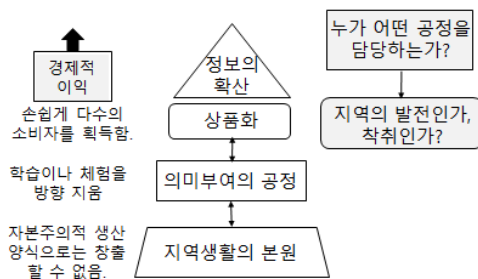 경제적
이익
손쉽게 다수의
소비자를 획득함.
학습이나 체험을
방향 지움
자본주의적 생산
양식으로는 창출
할 수 없음.
정보의
확산
상품화
의미부여의 공정
지역생활의 본원
누가 어떤 공정을
담당하는가?
지역의 발전인가,
착취인가?